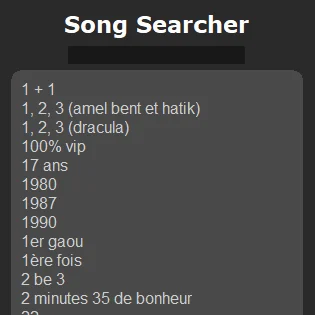 Song Searcher
1 + 1
1, 2, 3 (amel bent et hatik)
1, 2, 3 (dracula)
100% vip
17 ans
1980
1987
1990
1er gaou
1ère fois
2 be 3
2 minutes 35 de bonheur